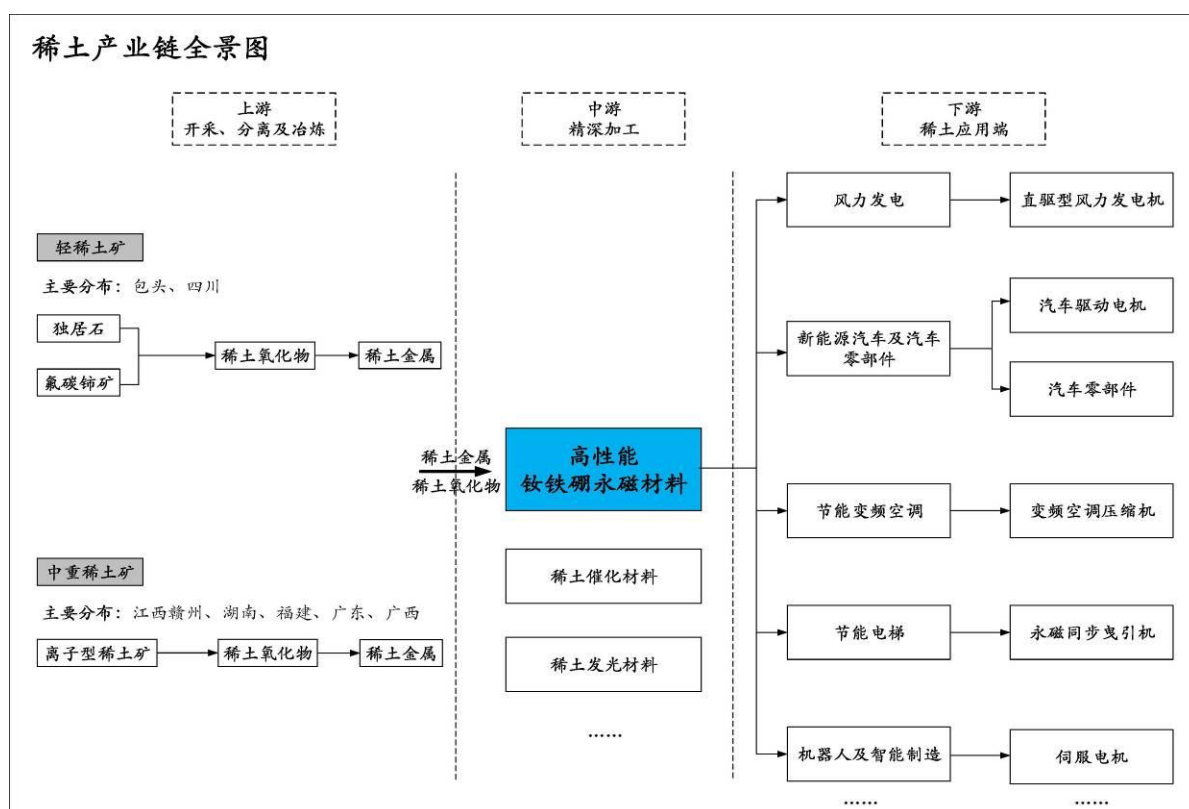 稀土产业链全景图
上游
开采、分离及冶炼
中游
精深加工
下游
稀土应用端
轻稀土矿
主要分布：包头、四川
独居石
氟碳铈矿
稀土氧化物
稀土金属
中重稀土矿
主要分布：江西赣州、湖南、福建、广东、广西
离子型稀土矿
稀土氧化物
稀土金属
稀土金属
稀土氧化物
高性能
钕铁硼永磁材料
稀土催化材料
稀土发光材料
……
风力发电
直驱型风力发电机
新能源汽车及汽车
零部件
汽车驱动电机
汽车零部件
节能变频空调
变频空调压缩机
节能电梯
永磁同步曳引机
机器人及智能制造
伺服电机
……
……